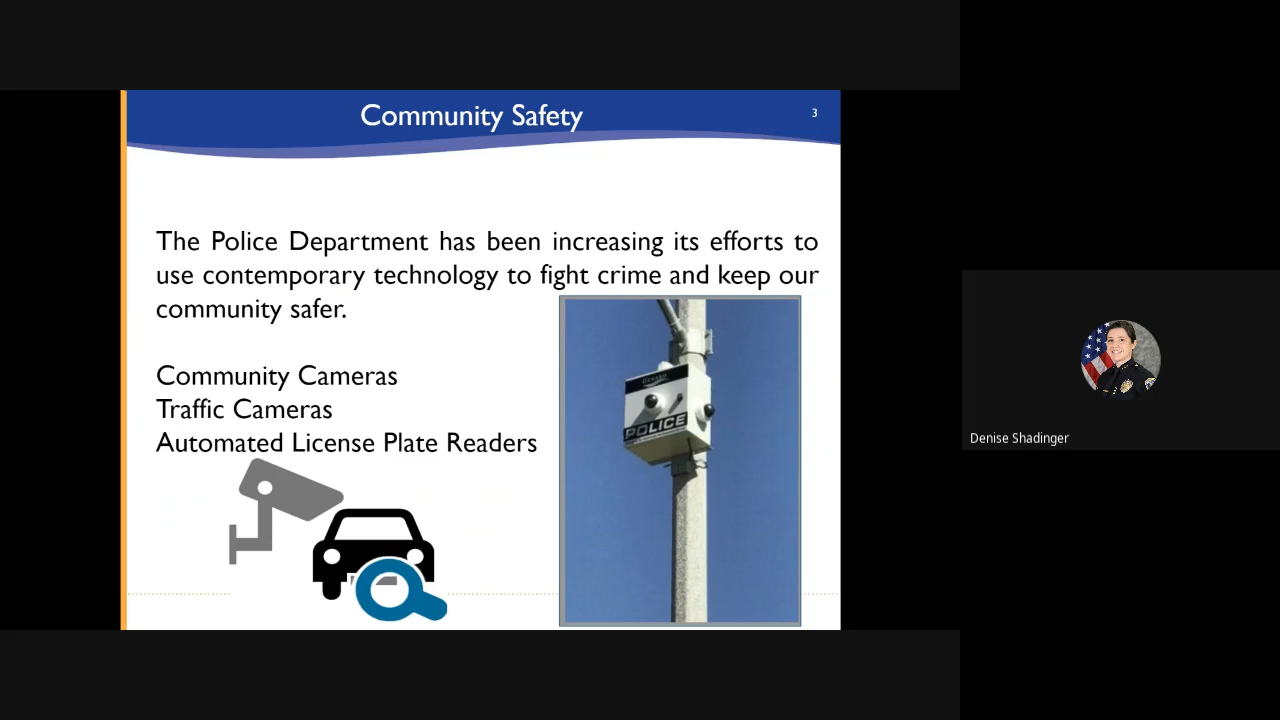 Community Safety
3
The Police Department has been increasing its efforts to
use contemporary technology to fight crime and keep our
community safer.
Community Cameras
Traffic Cameras
Automated License Plate Readers
POLICE
Denise Shadinger